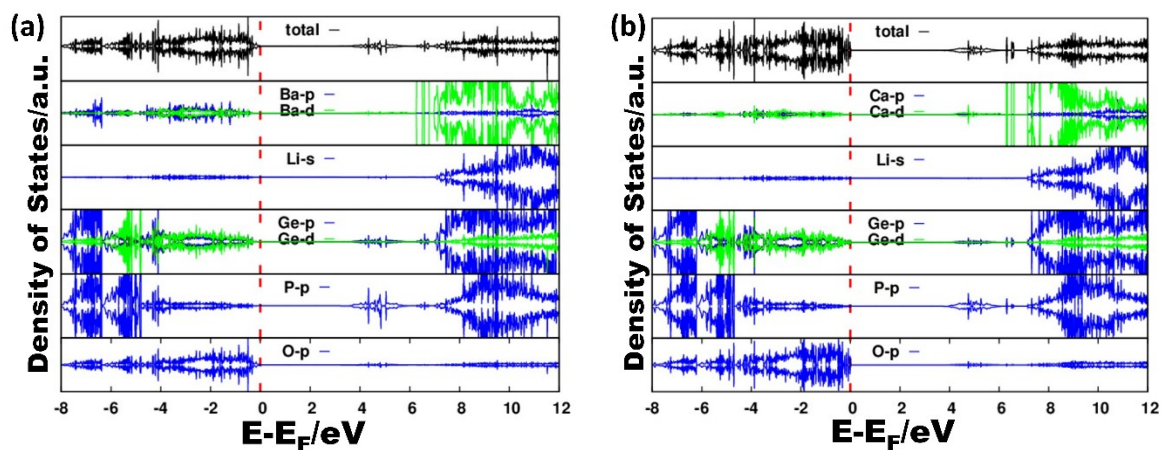 (a)
Density of States/a.u.
total
Ba-p
Ba-d
Li-s
Ge-p
Ge-d
P-p
O-p
-8 -6 -4 -2 0 2 4 6 8 10 12
E-EF/eV
(b)
Density of States/a.u.
total
Ca-p
Ca-d
Li-s
Ge-p
Ge-d
P-p
O-p
-8 -6 -4 -2 0 2 4 6 8 10 12
E-EF/eV